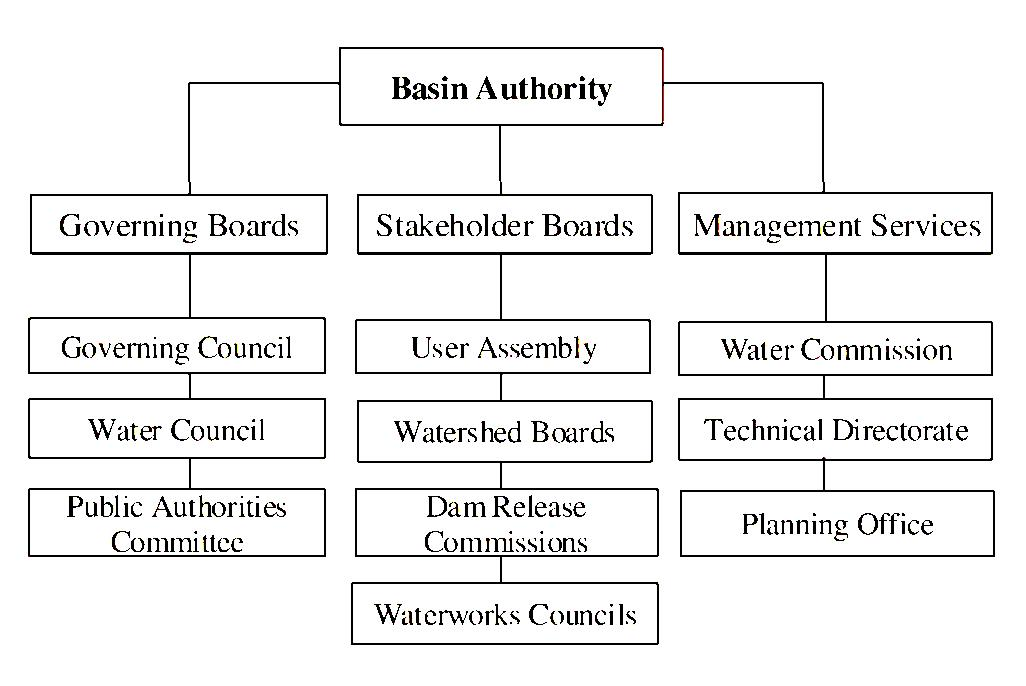 Basin Authority
Governing Boards
Stakeholder Boards
Management Services
Governing Council
User Assembly
Water Commission
Water Council
Watershed Boards
Technical Directorate
Public Authorities
Committee
Dam Release
Commissions
Planning Office
Waterworks Councils